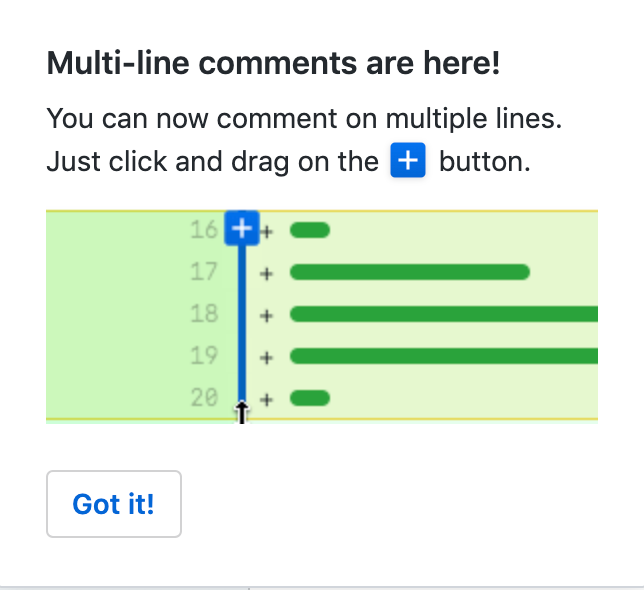 Multi-line comments are here!
You can now comment on multiple lines.
Just click and drag on the + button.
16 + +
17 +
18 +
19 +
20 +
Got it!